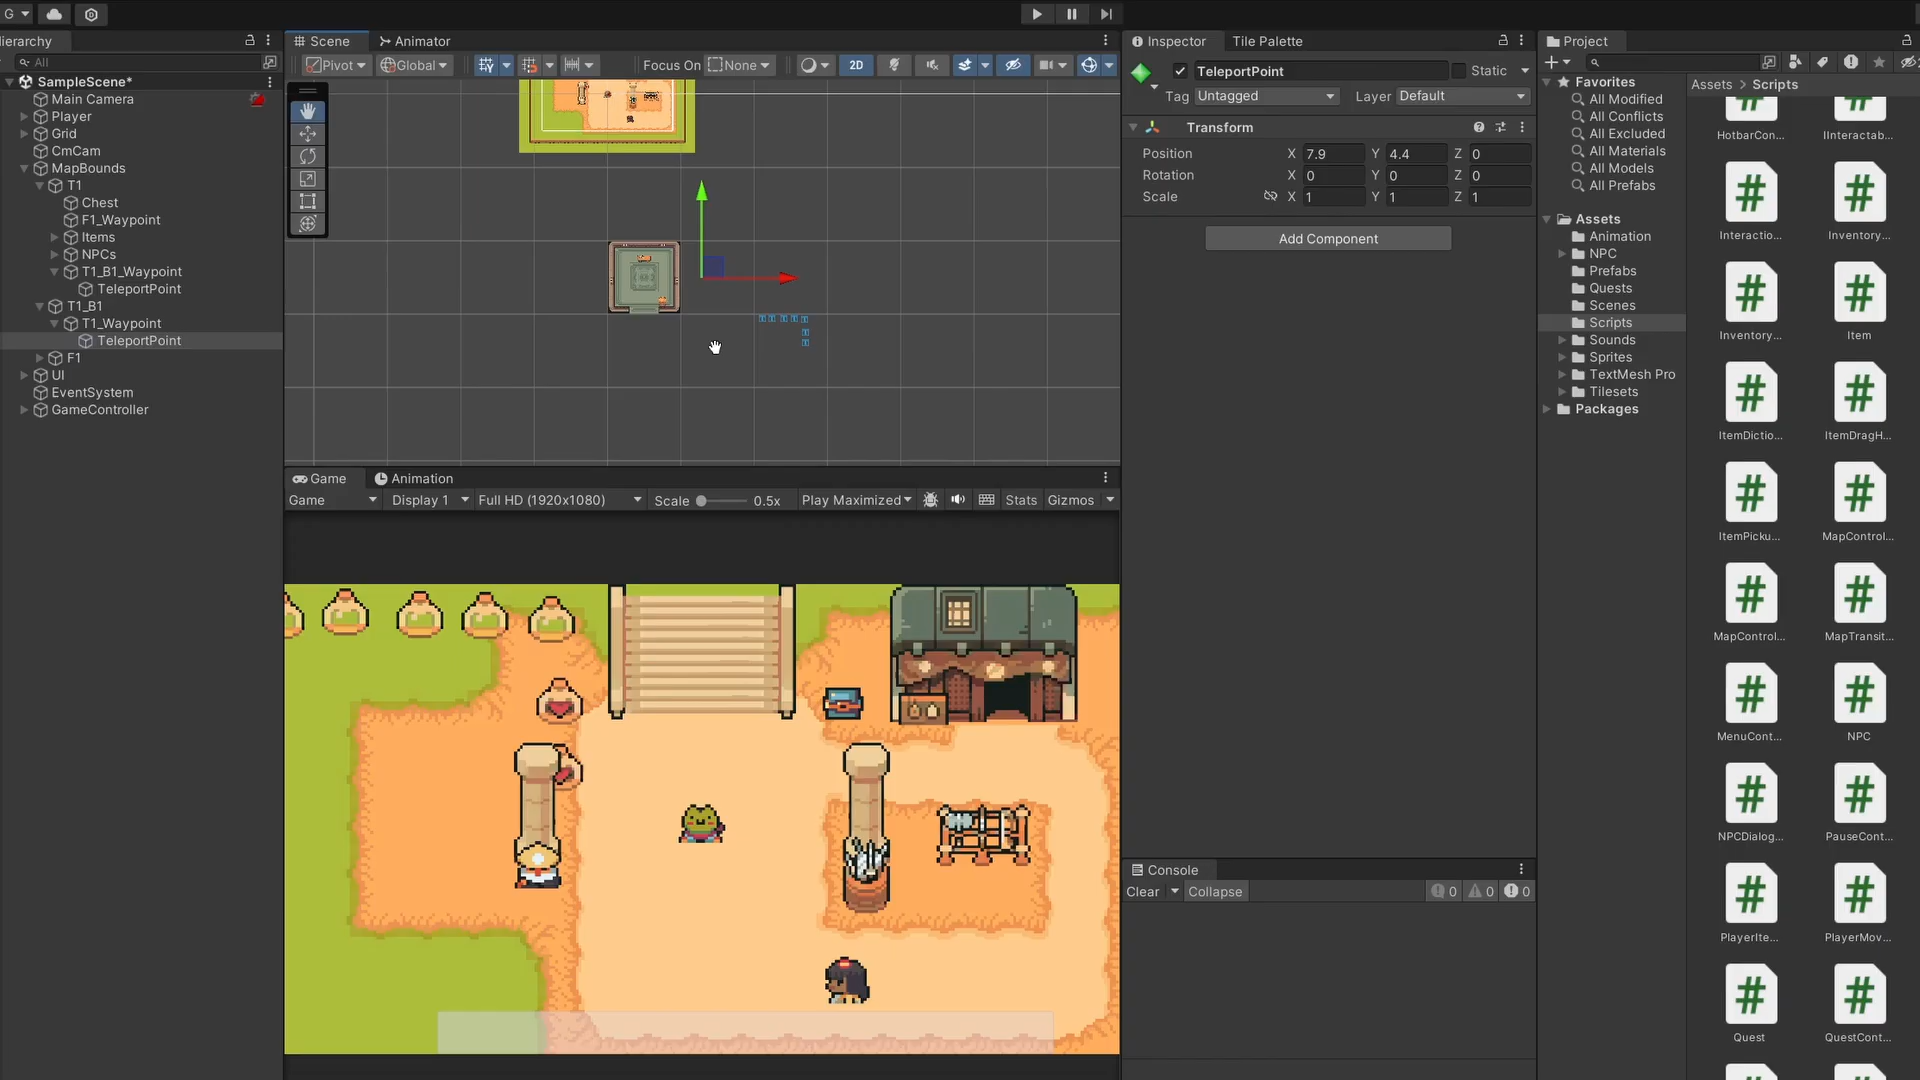 G
Hierarchy
All
SampleScene*
Main Camera
Player
Grid
CmCam
MapBounds
T1
Chest
F1_Waypoint
Items
NPCs
T1_B1_Waypoint
TeleportPoint
T1_B1
T1_Waypoint
TeleportPoint
F1
UI
EventSystem
GameController
Scene
Animator
Pivot
Global
Focus On
None
2D
Game
Animation
Game
Display 1
Full HD (1920x1080)
Scale
0.5x
Play Maximized
Stats
Gizmos
Inspector
Tile Palette
TeleportPoint
Static
Tag
Untagged
Layer
Default
Transform
Position X 7.9 Y 4.4 Z 0
Rotation X 0 Y 0 Z 0
Scale X 1 Y 1 Z 1
Add Component
Console
Clear
Collapse
0
0
0
Project
Favorites
All Modified
All Conflicts
All Excluded
All Materials
All Models
All Prefabs
Assets
Animation
NPC
Prefabs
Quests
Scenes
Scripts
Sounds
Sprites
TextMesh Pro
Tilesets
Packages
Assets > Scripts
HotbarCon...
IInteractab...
Interactio...
Inventory...
Inventory...
Item
ItemDictio...
ItemDragH...
ItemPicku...
MapControl...
MapControl...
MapTransit...
MenuCont...
NPC
NPCDialog...
PauseCont...
PlayerIte...
PlayerMov...
Quest
QuestCont...